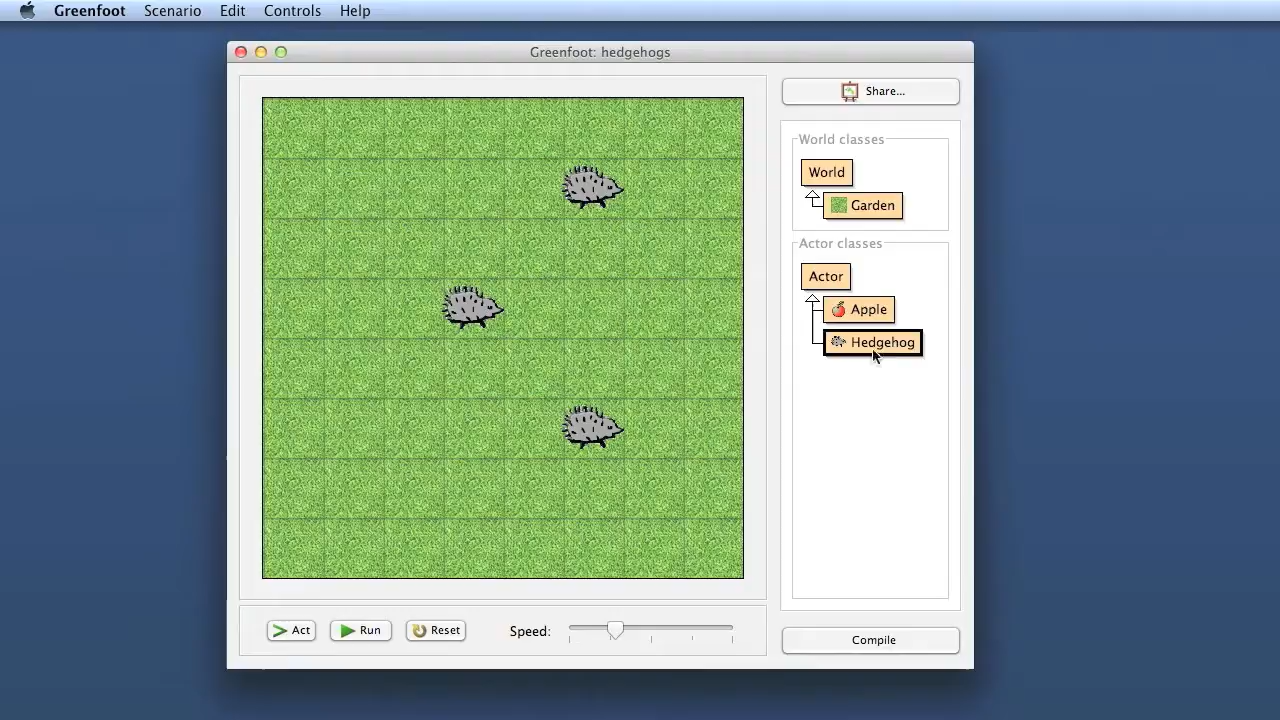 Greenfoot Scenario Edit Controls Help
Greenfoot: hedgehogs
Share...
World classes
World
Garden
Actor classes
Actor
Apple
Hedgehog
Act Run Reset Speed:
Compile